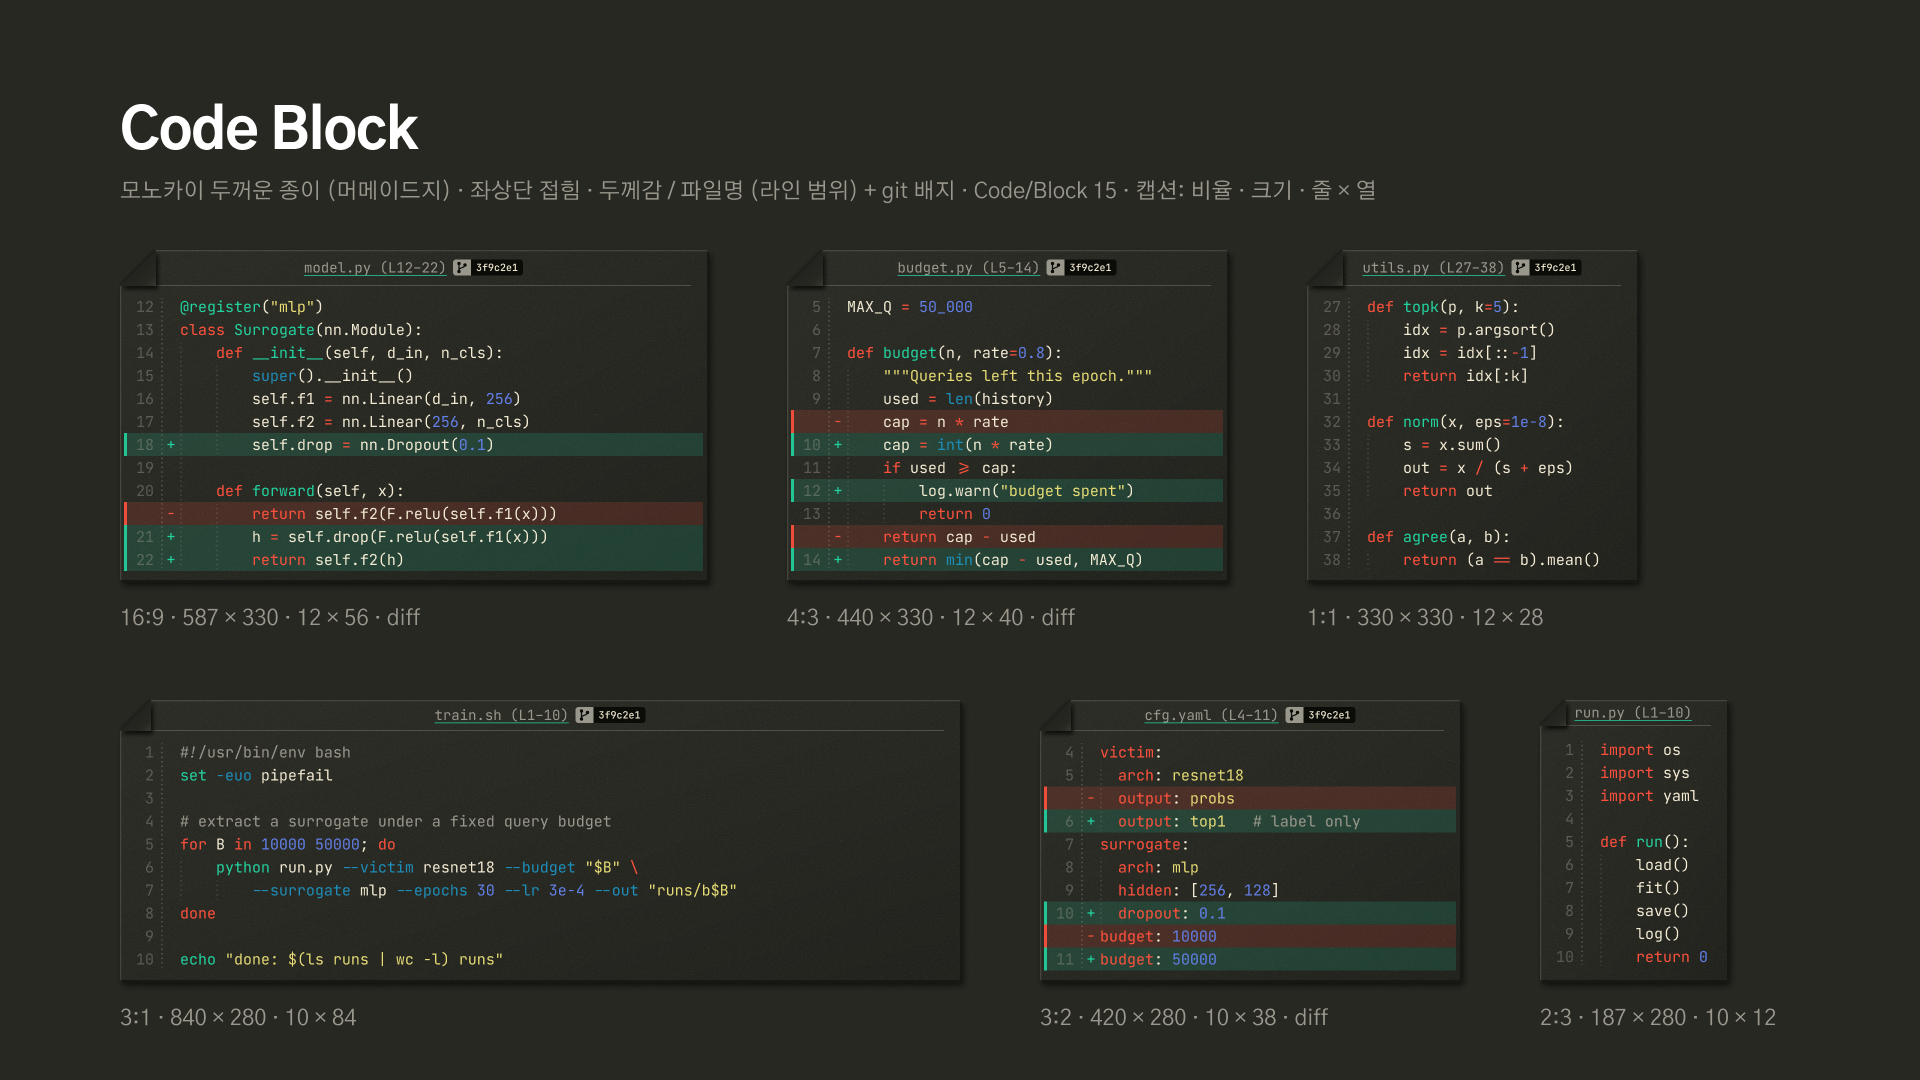 Code Block
모노카이 두꺼운 종이 (머메이드지) · 좌상단 접힘 · 두께감 / 파일명 (라인 범위) + git 배지 · Code/Block 15 · 캡션: 비율 · 크기 · 줄 × 열
model.py (L12-22) 3f9c2e1
12 @register("mlp")
13 class Surrogate(nn.Module):
14 def __init__(self, d_in, n_cls):
15 super().__init__()
16 self.f1 = nn.Linear(d_in, 256)
17 self.f2 = nn.Linear(256, n_cls)
18 + self.drop = nn.Dropout(0.1)
19
20 def forward(self, x):
- return self.f2(F.relu(self.f1(x)))
21 + h = self.drop(F.relu(self.f1(x)))
22 + return self.f2(h)
16:9 · 587 × 330 · 12 × 56 · diff
budget.py (L5-14) 3f9c2e1
5 MAX_Q = 50_000
6
7 def budget(n, rate=0.8):
8 """Queries left this epoch."""
9 used = len(history)
- cap = n * rate
10 + cap = int(n * rate)
11 if used >= cap:
12 + log.warn("budget spent")
13 return 0
- return cap - used
14 + return min(cap - used, MAX_Q)
4:3 · 440 × 330 · 12 × 40 · diff
utils.py (L27-38) 3f9c2e1
27 def topk(p, k=5):
28 idx = p.argsort()
29 idx = idx[::-1]
30 return idx[:k]
31
32 def norm(x, eps=1e-8):
33 s = x.sum()
34 out = x / (s + eps)
35 return out
36
37 def agree(a, b):
38 return (a == b).mean()
1:1 · 330 × 330 · 12 × 28
train.sh (L1-10) 3f9c2e1
1 #!/usr/bin/env bash
2 set -euo pipefail
3
4 # extract a surrogate under a fixed query budget
5 for B in 10000 50000; do
6 python run.py --victim resnet18 --budget "$B" \
7 --surrogate mlp --epochs 30 --lr 3e-4 --out "runs/b$B"
8 done
9
10 echo "done: $(ls runs | wc -l) runs"
3:1 · 840 × 280 · 10 × 84
cfg.yaml (L4-11) 3f9c2e1
4 victim:
5 arch: resnet18
- output: probs
6 + output: top1 # label only
7 surrogate:
8 arch: mlp
9 hidden: [256, 128]
10 + dropout: 0.1
- budget: 10000
11 + budget: 50000
3:2 · 420 × 280 · 10 × 38 · diff
run.py (L1-10)
1 import os
2 import sys
3 import yaml
4
5 def run():
6 load()
7 fit()
8 save()
9 log()
10 return 0
2:3 · 187 × 280 · 10 × 12